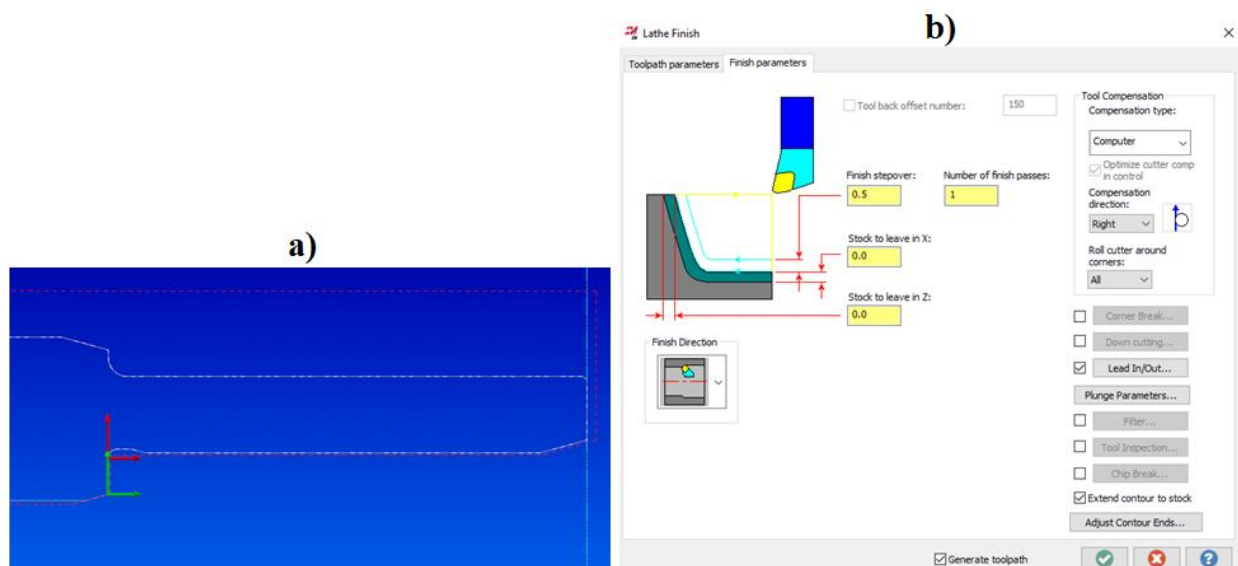 a)
b)
Lathe Finish
Toolpath parameters
Finish parameters
Tool back offset number:
150
Finish stepover:
0.5
Number of finish passes:
1
Stock to leave in X:
0.0
Stock to leave in Z:
0.0
Finish Direction
Tool Compensation
Compensation type:
Computer
Optimize cutter comp
in control
Compensation
direction:
Right
Roll cutter around
corners:
All
Corner Break...
Down cutting...
Lead In/Out...
Plunge Parameters...
Filter...
Tool Inspection...
Chip Break...
Extend contour to stock
Adjust Contour Ends...
Generate toolpath